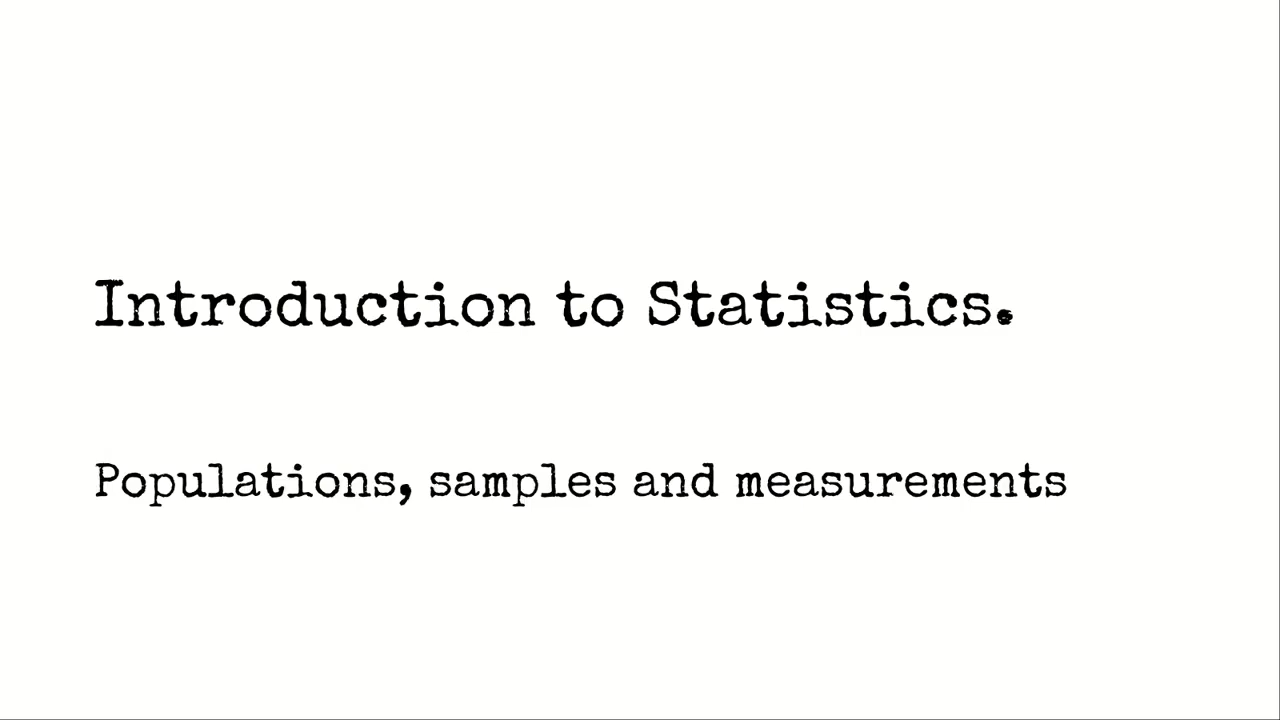 Introduction to Statistics.
Populations, samples and measurements